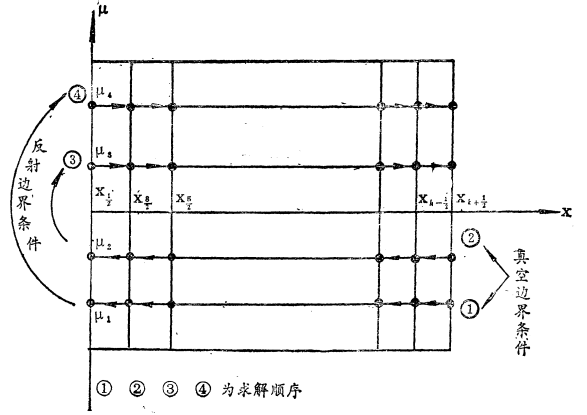 μ
④
μ₄
反射边界条件
③
μ₃
X½
X3/2
X5/2
Xk-½
Xk+½
X
μ₂
②
真空边界条件
μ₁
①
① ② ③ ④ 为求解顺序